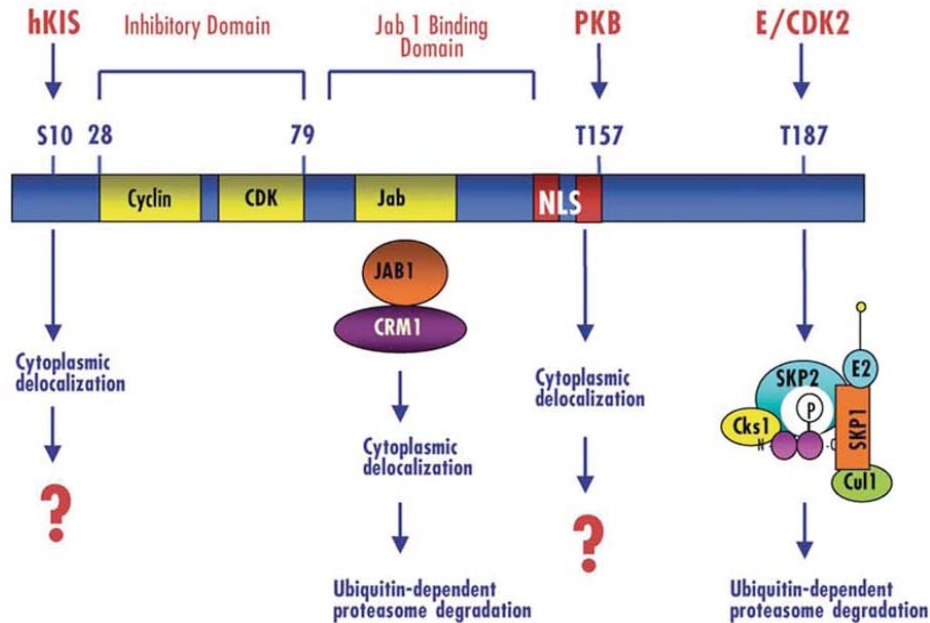 hKIS
Inhibitory Domain
Jab 1 Binding
Domain
PKB
E/CDK2
S10
28
79
T157
T187
Cyclin
CDK
Jab
NLS
JAB1
CRM1
Cytoplasmic
delocalization
?
Cytoplasmic
delocalization
Ubiquitin-dependent
proteasome degradation
Cytoplasmic
delocalization
?
E2
SKP2
P
Cks1
SKP1
N
-C
Cul1
Ubiquitin-dependent
proteasome degradation